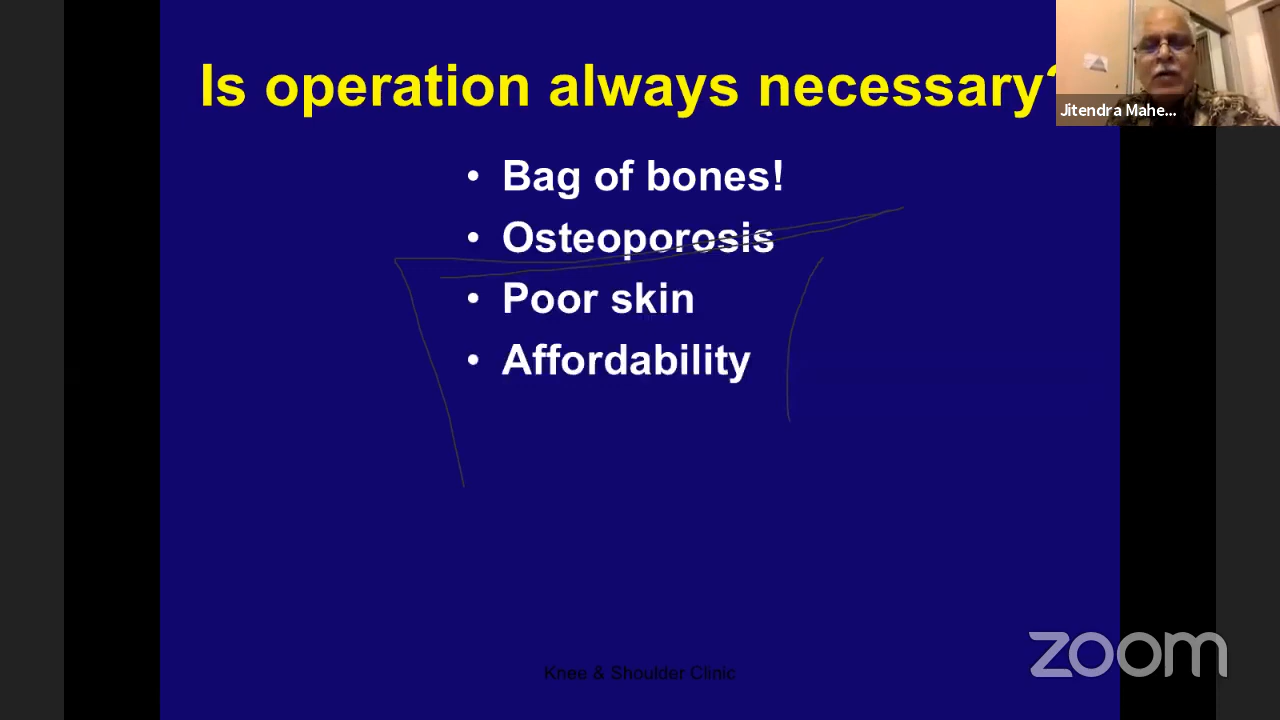 Is operation always necessary?
Jitendra Mahe...
• Bag of bones!
• Osteoporosis
• Poor skin
• Affordability
Knee & Shoulder Clinic
zoom